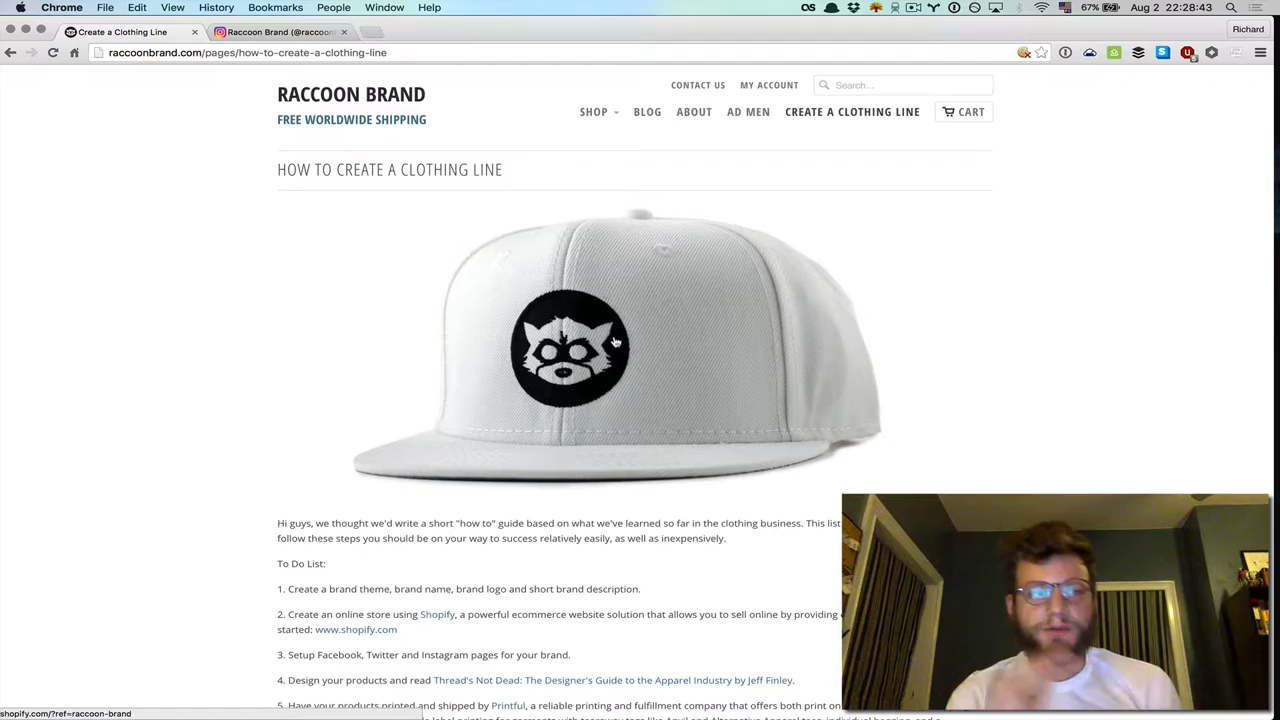 Chrome File Edit View History Bookmarks People Window Help 67% Aug 2 22:28:43
Create a Clothing Line × Raccoon Brand (@raccoon × Richard
raccoonbrand.com/pages/how-to-create-a-clothing-line
CONTACT US MY ACCOUNT Search...
RACCOON BRAND
FREE WORLDWIDE SHIPPING
SHOP BLOG ABOUT AD MEN CREATE A CLOTHING LINE CART
HOW TO CREATE A CLOTHING LINE
Hi guys, we thought we'd write a short "how to" guide based on what we've learned so far in the clothing business. This list
follow these steps you should be on your way to success relatively easily, as well as inexpensively.
To Do List:
1. Create a brand theme, brand name, brand logo and short brand description.
2. Create an online store using Shopify, a powerful ecommerce website solution that allows you to sell online by providing
started: www.shopify.com
3. Setup Facebook, Twitter and Instagram pages for your brand.
4. Design your products and read Thread's Not Dead: The Designer's Guide to the Apparel Industry by Jeff Finley.
5. Have your products printed and shipped by Printful, a reliable printing and fulfillment company that offers both print on
shopify.com/?ref=raccoon-brand